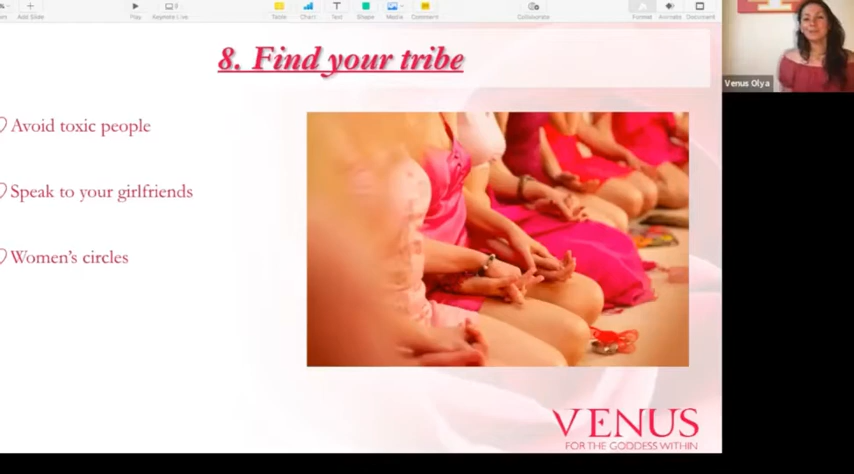 Add Slide
Play
Keynote Live
Table
Chart
Text
Shape
Media
Comment
Collaborate
Format
Animate
Document
8. Find your tribe
Avoid toxic people
Speak to your girlfriends
Women's circles
VENUS
FOR THE GODDESS WITHIN
Venus Olya